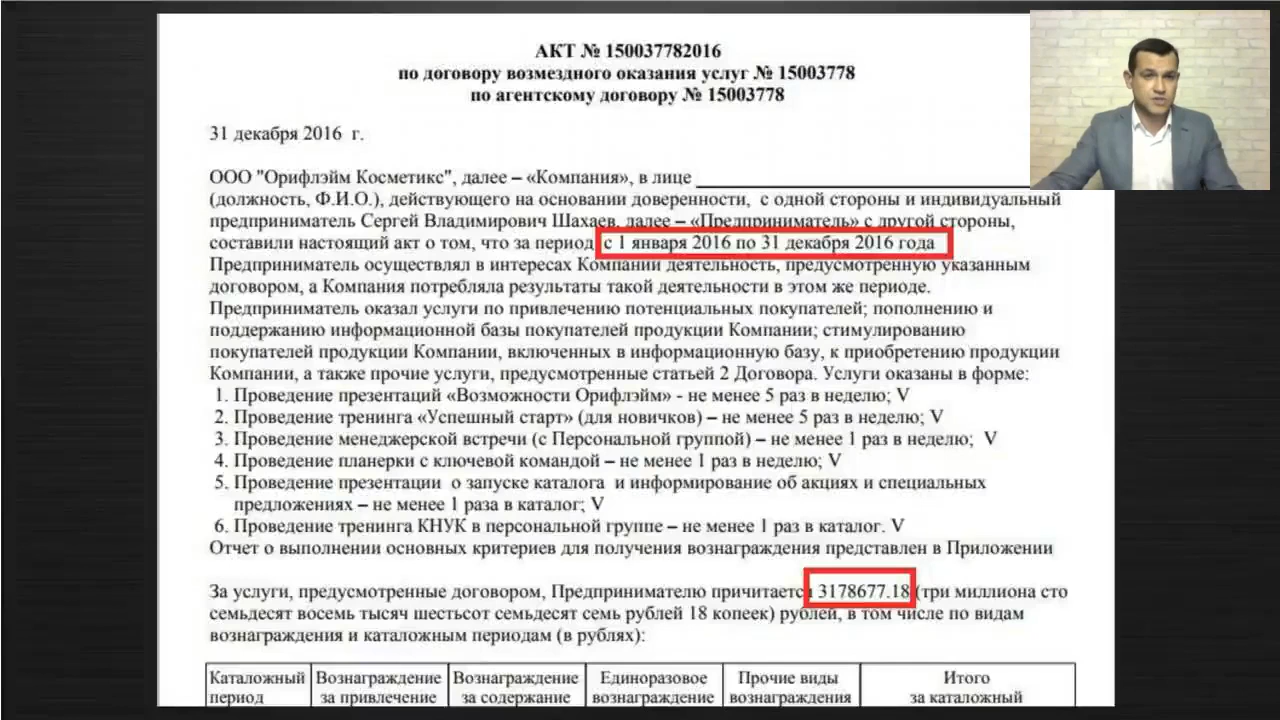 АКТ № 150037782016
по договору возмездного оказания услуг № 15003778
по агентскому договору № 15003778
31 декабря 2016 г.
ООО "Орифлэйм Косметикс", далее – «Компания», в лице
(должность, Ф.И.О.), действующего на основании доверенности, с одной стороны и индивидуальный
предприниматель Сергей Владимирович Шахаев, далее – «Предприниматель» с другой стороны,
составили настоящий акт о том, что за период с 1 января 2016 по 31 декабря 2016 года
Предприниматель осуществлял в интересах Компании деятельность, предусмотренную указанным
договором, а Компания потребляла результаты такой деятельности в этом же периоде.
Предприниматель оказал услуги по привлечению потенциальных покупателей; пополнению и
поддержанию информационной базы покупателей продукции Компании; стимулированию
покупателей продукции Компании, включенных в информационную базу, к приобретению продукции
Компании, а также прочие услуги, предусмотренные статьей 2 Договора. Услуги оказаны в форме:
1. Проведение презентаций «Возможности Орифлэйм» - не менее 5 раз в неделю; V
2. Проведение тренинга «Успешный старт» (для новичков) – не менее 5 раз в неделю; V
3. Проведение менеджерской встречи (с Персональной группой) – не менее 1 раз в неделю; V
4. Проведение планерки с ключевой командой – не менее 1 раз в неделю; V
5. Проведение презентации о запуске каталога и информирование об акциях и специальных
предложениях – не менее 1 раза в каталог; V
6. Проведение тренинга КНУК в персональной группе – не менее 1 раз в каталог. V
Отчет о выполнении основных критериев для получения вознаграждения представлен в Приложении
За услуги, предусмотренные договором, Предпринимателю причитается 3178677.18 (три миллиона сто
семьдесят восемь тысяч шестьсот семьдесят семь рублей 18 копеек) рублей, в том числе по видам
вознаграждения и каталожным периодам (в рублях):
Каталожный Вознаграждение Вознаграждение Единоразовое Прочие виды Итого
период за привлечение за содержание вознаграждение вознаграждения за каталожный